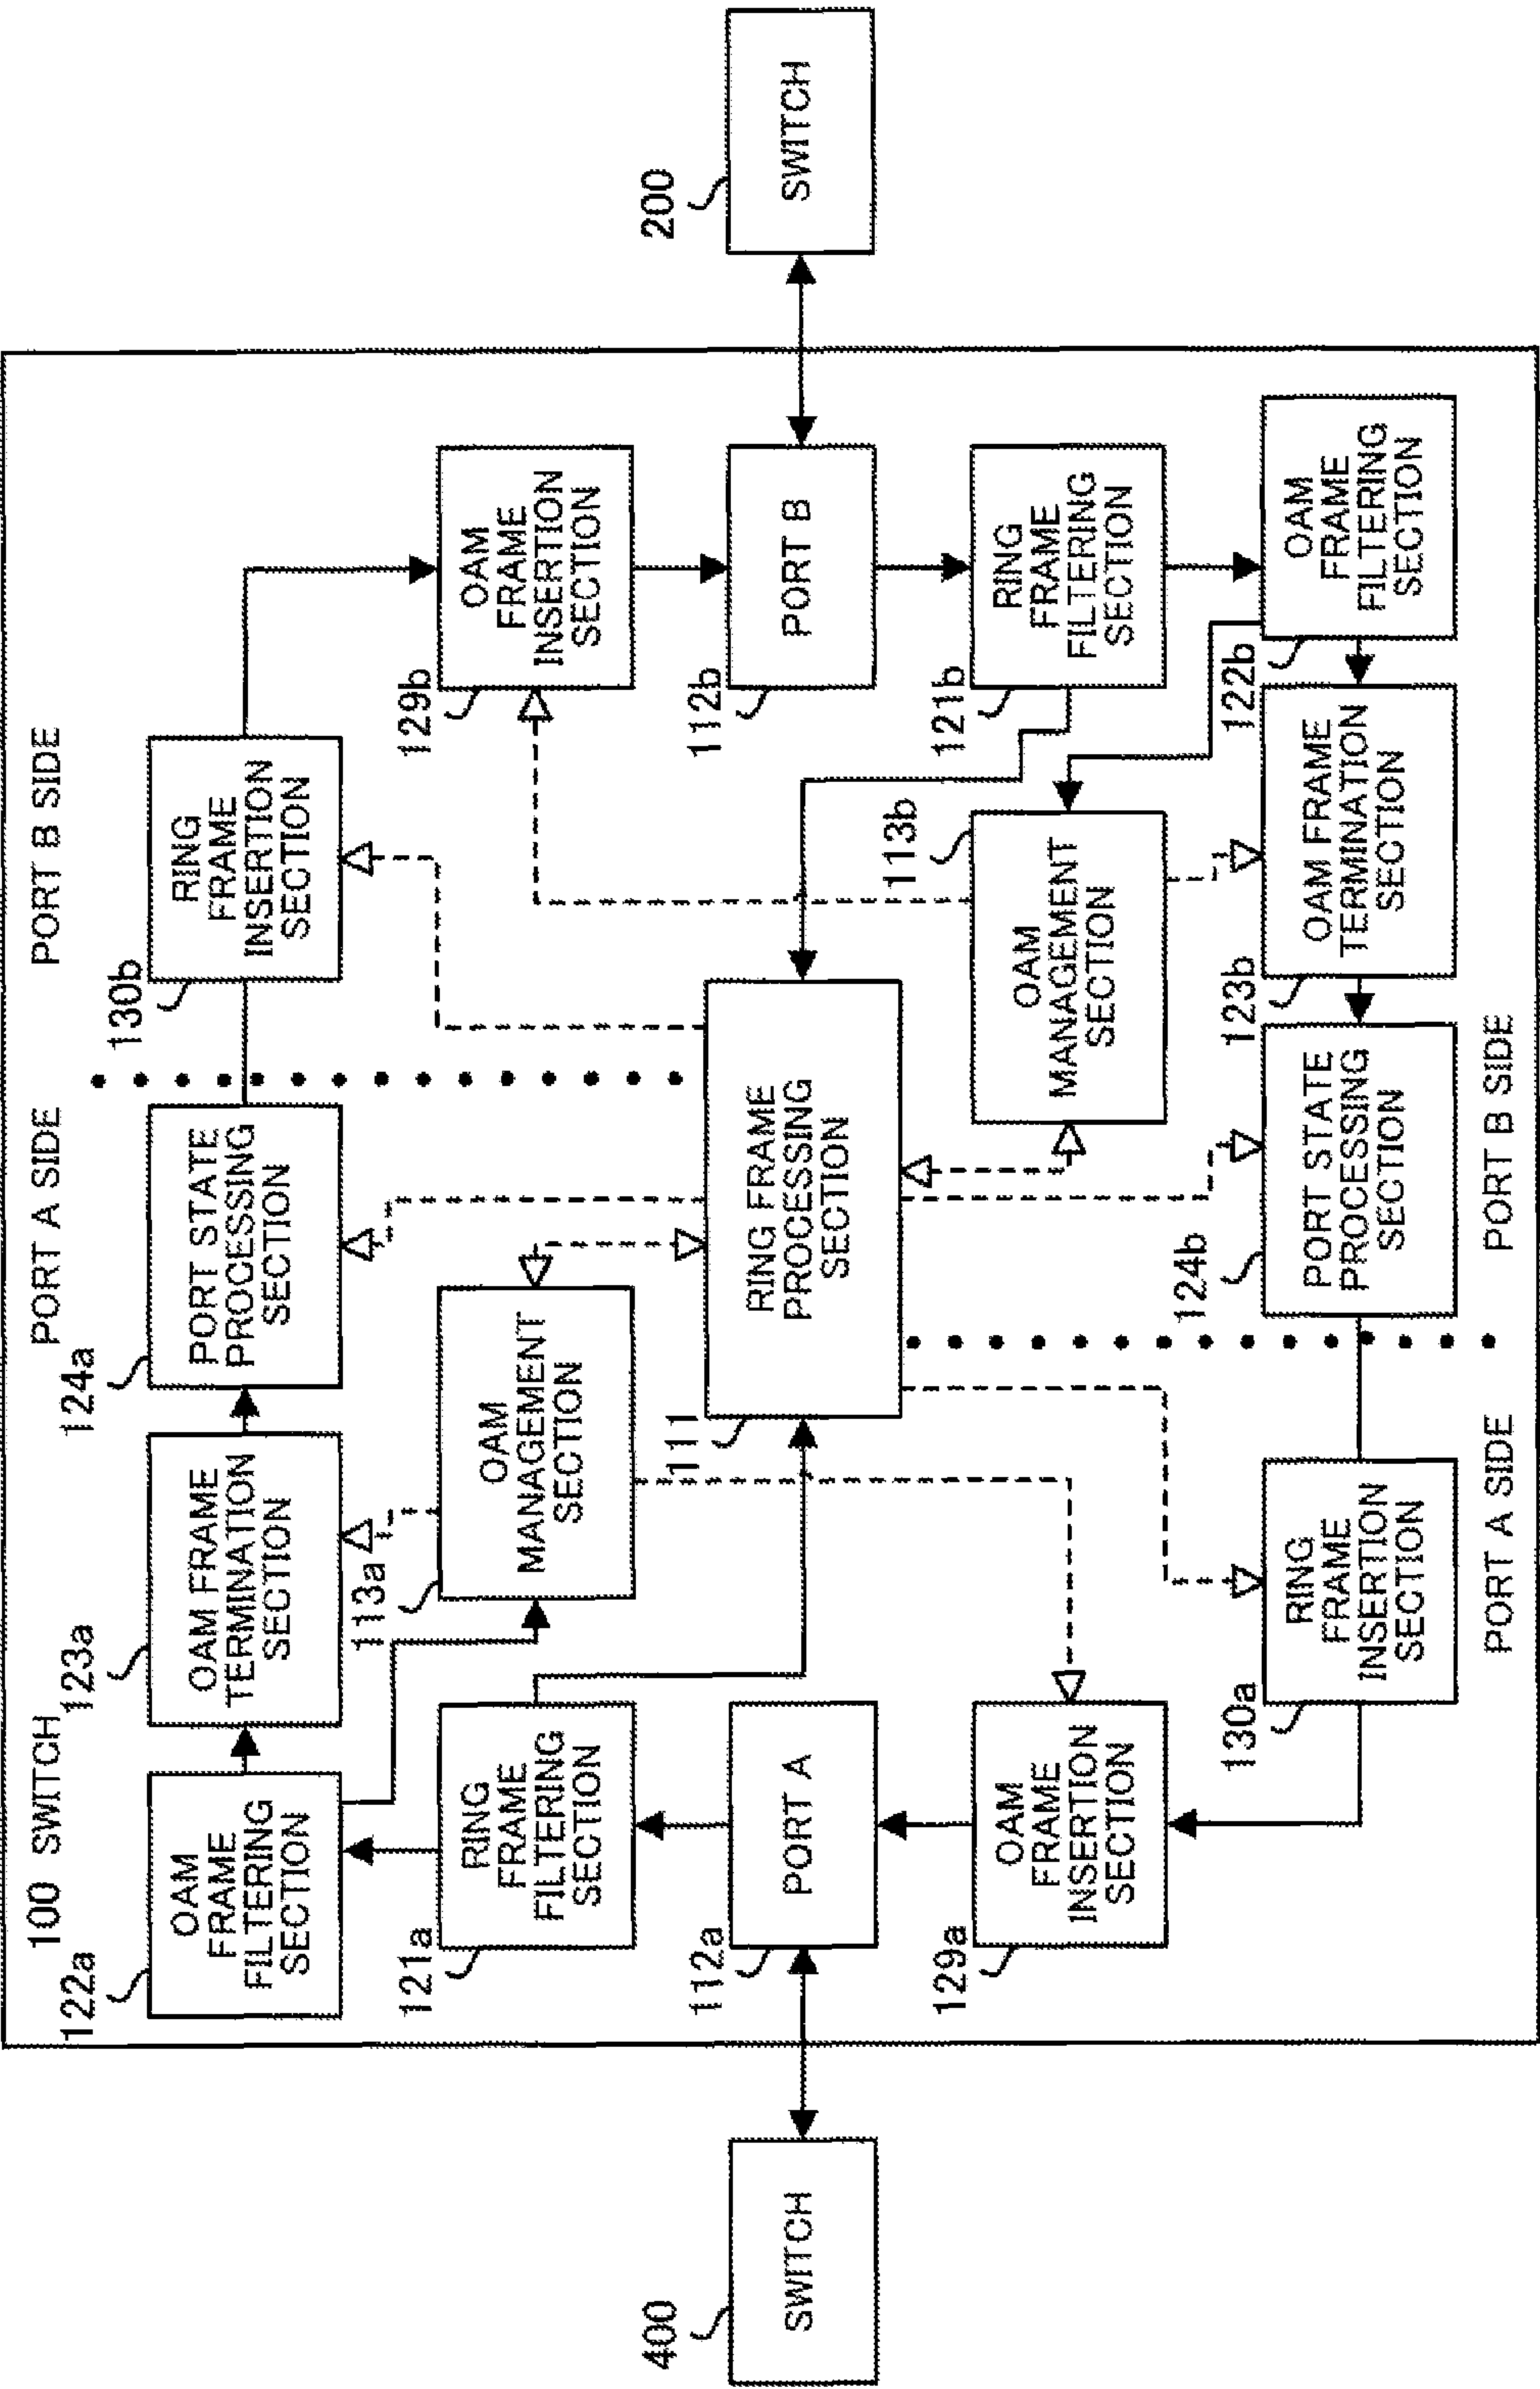 100 SWITCH
PORT A SIDE
PORT B SIDE
122a
OAM
FRAME
FILTERING
SECTION
123a
OAM FRAME
TERMINATION
SECTION
124a
PORT STATE
PROCESSING
SECTION
130b
RING
FRAME
INSERTION
SECTION
121a
RING
FRAME
FILTERING
SECTION
113a
OAM
MANAGEMENT
SECTION
129b
OAM
FRAME
INSERTION
SECTION
400
SWITCH
112a
PORT A
111
RING FRAME
PROCESSING
SECTION
112b
PORT B
200
SWITCH
129a
OAM
FRAME
INSERTION
SECTION
113b
OAM
MANAGEMENT
SECTION
121b
RING
FRAME
FILTERING
SECTION
130a
RING
FRAME
INSERTION
SECTION
124b
PORT STATE
PROCESSING
SECTION
123b
OAM FRAME
TERMINATION
SECTION
122b
OAM
FRAME
FILTERING
SECTION
PORT A SIDE
PORT B SIDE